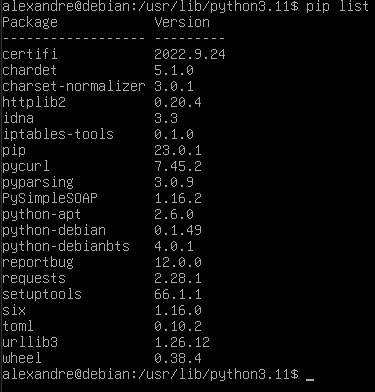 alexandre@debian:/usr/lib/python3.11$ pip list
Package            Version
------------------ ---------
certifi            2022.9.24
chardet            5.1.0
charset-normalizer 3.0.1
httplib2           0.20.4
idna               3.3
iptables-tools     0.1.0
pip                23.0.1
pycurl             7.45.2
pyparsing          3.0.9
PySimpleSOAP       1.16.2
python-apt         2.6.0
python-debian      0.1.49
python-debianbts   4.0.1
reportbug          12.0.0
requests           2.28.1
setuptools         66.1.1
six                1.16.0
toml               0.10.2
urllib3            1.26.12
wheel              0.38.4
alexandre@debian:/usr/lib/python3.11$ _